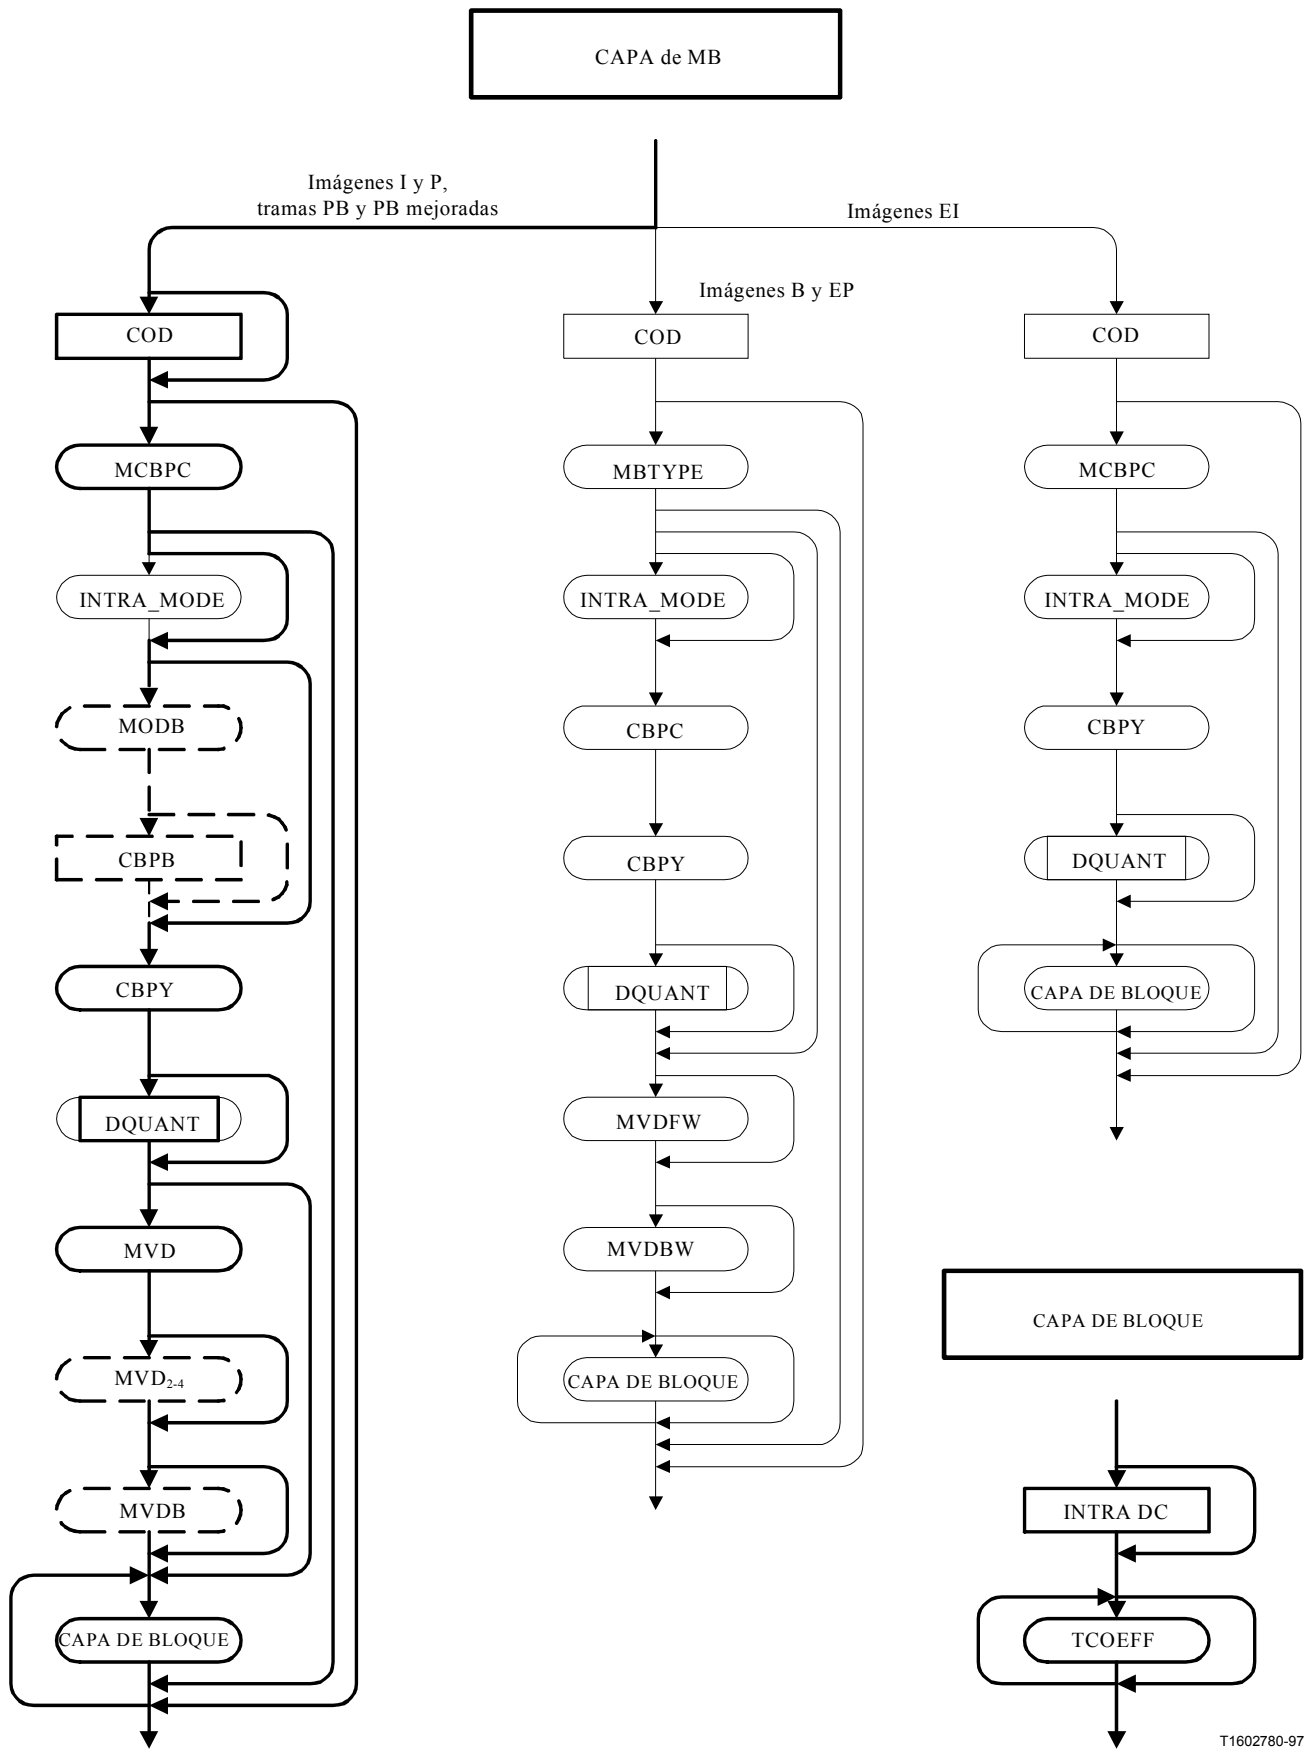 CAPA de MB
Imágenes I y P,
tramas PB y PB mejoradas
Imágenes EI
Imágenes B y EP
COD
MCBPC
INTRA_MODE
MODB
CBPB
CBPY
DQUANT
MVD
MVD2-4
MVDB
CAPA DE BLOQUE
COD
MBTYPE
INTRA_MODE
CBPC
CBPY
DQUANT
MVDFW
MVDBW
CAPA DE BLOQUE
COD
MCBPC
INTRA_MODE
CBPY
DQUANT
CAPA DE BLOQUE
CAPA DE BLOQUE
INTRA DC
TCOEFF
T1602780-97